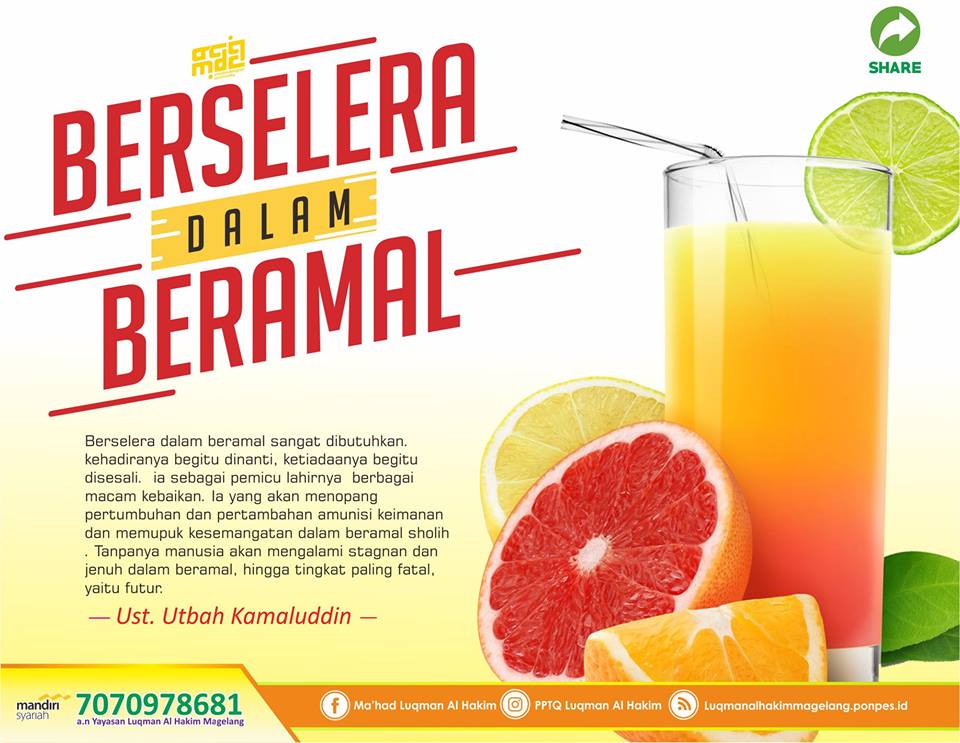 SHARE
BERSELERA
DALAM
BERAMAL
Berselera dalam beramal sangat dibutuhkan.
kehadiranya begitu dinanti, ketiadaanya begitu
disesali. ia sebagai pemicu lahirnya berbagai
macam kebaikan. Ia yang akan menopang
pertumbuhan dan pertambahan amunisi keimanan
dan memupuk kesemangatan dalam beramal sholih
. Tanpanya manusia akan mengalami stagnan dan
jenuh dalam beramal, hingga tingkat paling fatal,
yaitu futur.
— Ust. Utbah Kamaluddin —
mandiri
syariah
7070978681
a.n Yayasan Luqman Al Hakim Magelang
Ma'had Luqman Al Hakim
PPTQ Luqman Al Hakim
Luqmanalhakimmagelang.ponpes.id